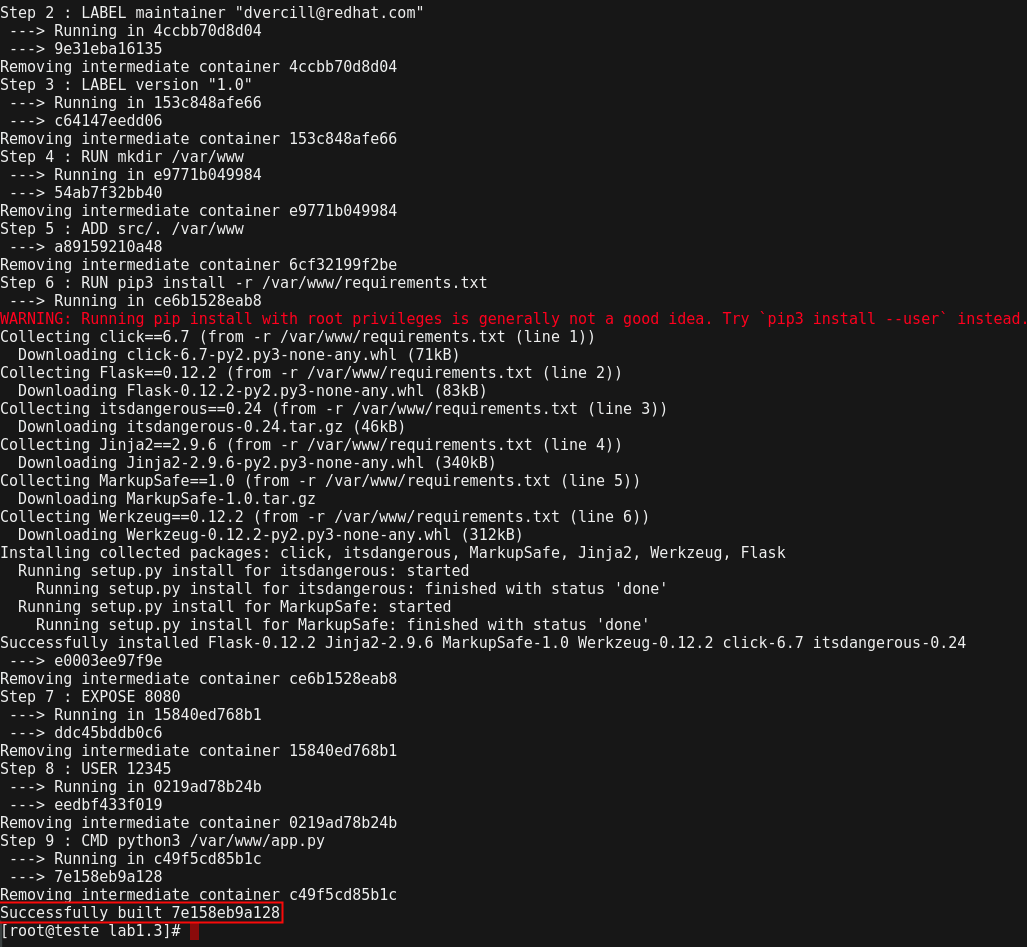 Step 2 : LABEL maintainer "dvercill@redhat.com"
 ---> Running in 4ccbb70d8d04
 ---> 9e31eba16135
Removing intermediate container 4ccbb70d8d04
Step 3 : LABEL version "1.0"
 ---> Running in 153c848afe66
 ---> c64147eedd06
Removing intermediate container 153c848afe66
Step 4 : RUN mkdir /var/www
 ---> Running in e9771b049984
 ---> 54ab7f32bb40
Removing intermediate container e9771b049984
Step 5 : ADD src/. /var/www
 ---> a89159210a48
Removing intermediate container 6cf32199f2be
Step 6 : RUN pip3 install -r /var/www/requirements.txt
 ---> Running in ce6b1528eab8
WARNING: Running pip install with root privileges is generally not a good idea. Try `pip3 install --user` instead.
Collecting click==6.7 (from -r /var/www/requirements.txt (line 1))
  Downloading click-6.7-py2.py3-none-any.whl (71kB)
Collecting Flask==0.12.2 (from -r /var/www/requirements.txt (line 2))
  Downloading Flask-0.12.2-py2.py3-none-any.whl (83kB)
Collecting itsdangerous==0.24 (from -r /var/www/requirements.txt (line 3))
  Downloading itsdangerous-0.24.tar.gz (46kB)
Collecting Jinja2==2.9.6 (from -r /var/www/requirements.txt (line 4))
  Downloading Jinja2-2.9.6-py2.py3-none-any.whl (340kB)
Collecting MarkupSafe==1.0 (from -r /var/www/requirements.txt (line 5))
  Downloading MarkupSafe-1.0.tar.gz
Collecting Werkzeug==0.12.2 (from -r /var/www/requirements.txt (line 6))
  Downloading Werkzeug-0.12.2-py2.py3-none-any.whl (312kB)
Installing collected packages: click, itsdangerous, MarkupSafe, Jinja2, Werkzeug, Flask
  Running setup.py install for itsdangerous: started
    Running setup.py install for itsdangerous: finished with status 'done'
  Running setup.py install for MarkupSafe: started
    Running setup.py install for MarkupSafe: finished with status 'done'
Successfully installed Flask-0.12.2 Jinja2-2.9.6 MarkupSafe-1.0 Werkzeug-0.12.2 click-6.7 itsdangerous-0.24
 ---> e0003ee97f9e
Removing intermediate container ce6b1528eab8
Step 7 : EXPOSE 8080
 ---> Running in 15840ed768b1
 ---> ddc45bddb0c6
Removing intermediate container 15840ed768b1
Step 8 : USER 12345
 ---> Running in 0219ad78b24b
 ---> eedbf433f019
Removing intermediate container 0219ad78b24b
Step 9 : CMD python3 /var/www/app.py
 ---> Running in c49f5cd85b1c
 ---> 7e158eb9a128
Removing intermediate container c49f5cd85b1c
Successfully built 7e158eb9a128
[root@teste lab1.3]#